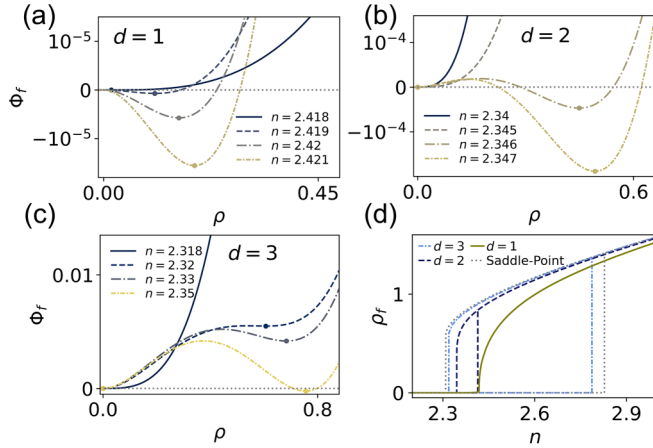 (a)
d = 1
10⁻⁵
0
−10⁻⁵
Φf
n = 2.418
n = 2.419
n = 2.42
n = 2.421
0.00
0.45
ρ
(b)
d = 2
10⁻⁴
0
−10⁻⁴
n = 2.34
n = 2.345
n = 2.346
n = 2.347
0.0
0.6
ρ
(c)
d = 3
0.01
0
Φf
n = 2.318
n = 2.32
n = 2.33
n = 2.35
0.0
0.8
ρ
(d)
d = 3
d = 1
d = 2
Saddle-Point
1
0
ρf
2.3
2.6
2.9
n